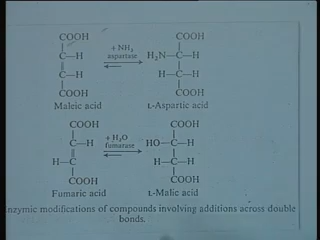 COOH COOH
C—H + NH3 H2N—C—H
aspartase
C—H H—C—H
COOH COOH
Maleic acid L-Aspartic acid
COOH COOH
C—H + H2O HO—C—H
fumarase
H—C H—C—H
COOH COOH
Fumaric acid L-Malic acid
nzymic modifications of compounds involving additions across double
bonds.